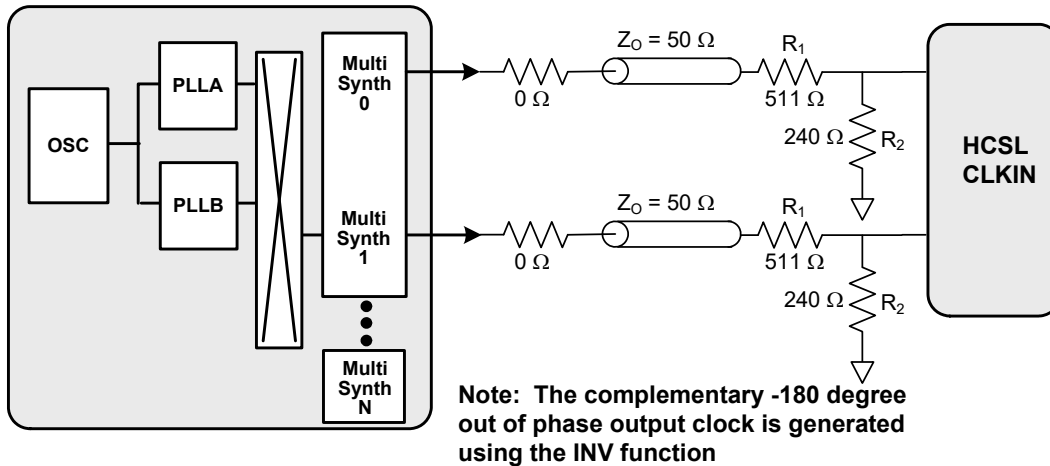 OSC
PLLA
PLLB
Multi
Synth
0
Multi
Synth
1
Multi
Synth
N
0 Ω
Z_O = 50 Ω
R_1
511 Ω
240 Ω
R_2
0 Ω
Z_O = 50 Ω
R_1
511 Ω
240 Ω
R_2
HCSL
CLKIN
Note: The complementary -180 degree
out of phase output clock is generated
using the INV function